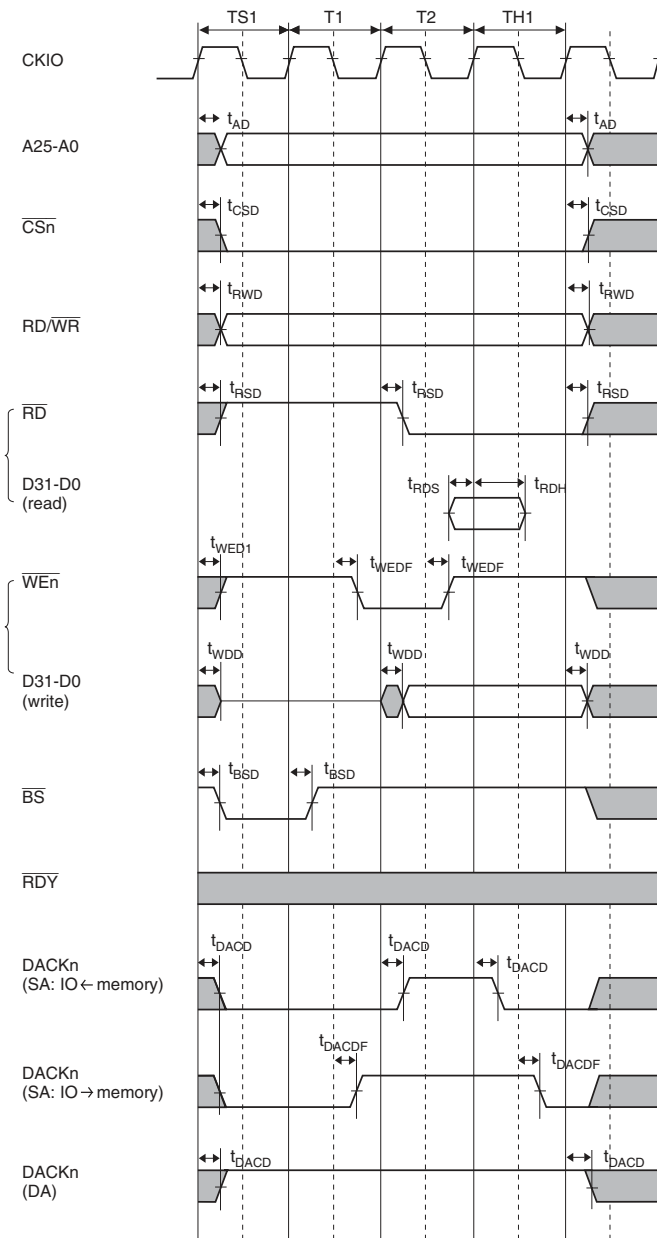 TS1 T1 T2 TH1
CKIO
tAD tAD
A25-A0
tCSD tCSD
CSn
tRWD tRWD
RD/WR
tRSD tRSD tRSD
RD
D31-D0
(read)
tRDS tRDH
tWED1 tWEDF tWEDF
WEn
tWDD tWDD tWDD
D31-D0
(write)
tBSD tBSD
BS
RDY
tDACD tDACD tDACD
DACKn
(SA: IO ← memory)
tDACDF tDACDF
DACKn
(SA: IO → memory)
tDACD tDACD
DACKn
(DA)